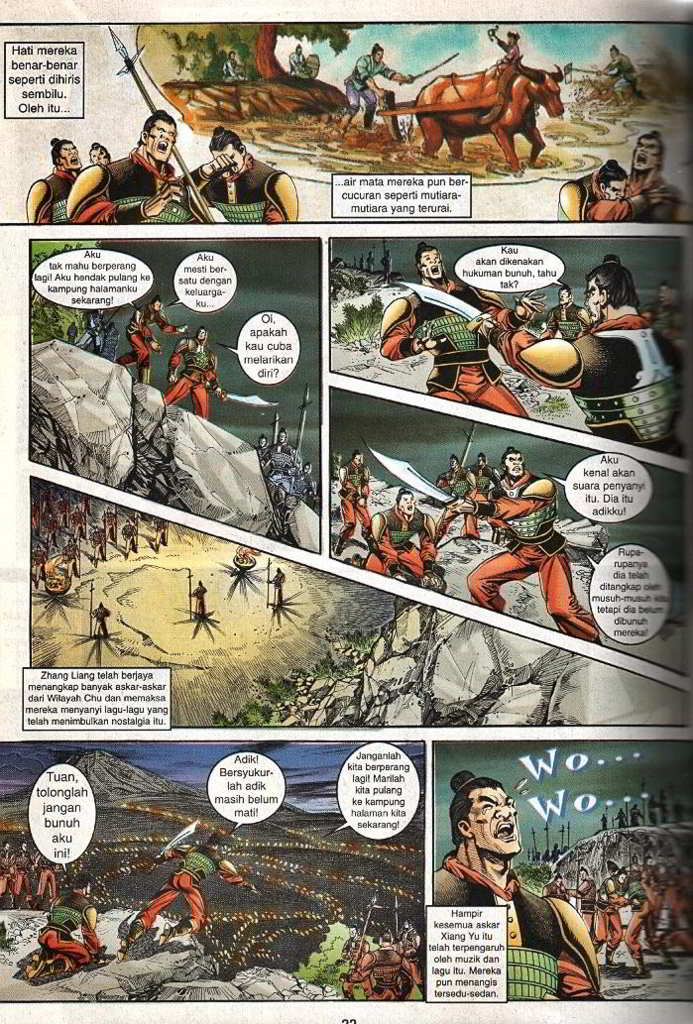 Hati mereka
benar-benar
seperti dihiris
sembilu.
Oleh itu...
...air mata mereka pun ber-
cucuran seperti mutiara-
mutiara yang terurai.
Aku
tak mahu berperang
lagi! Aku hendak pulang ke
kampung halamanku
sekarang!
Aku
mesti ber-
satu dengan
keluarga-
ku...
Oi,
apakah
kau cuba
melarikan
diri?
Kau
akan dikenakan
hukuman bunuh, tahu
tak?
Aku
kenal akan
suara penyanyi
itu. Dia itu
adikku!
Rupa-
rupanya
dia telah
ditangkap oleh
musuh-musuh kita
tetapi dia belum
dibunuh
mereka!
Zhang Liang telah berjaya
menangkap banyak askar-askar
dari Wilayah Chu dan memaksa
mereka menyanyi lagu-lagu yang
telah menimbulkan nostalgia itu.
Tuan,
tolonglah
jangan
bunuh
aku
ini!
Adik!
Bersyukur-
lah adik
masih belum
mati!
Janganlah
kita berperang
lagi! Marilah
kita pulang
ke kampung
halaman kita
sekarang!
Wo...
Wo...
Hampir
kesemua askar
Xiang Yu itu
telah terpengaruh
oleh muzik dan
lagu itu. Mereka
pun menangis
tersedu-sedan.